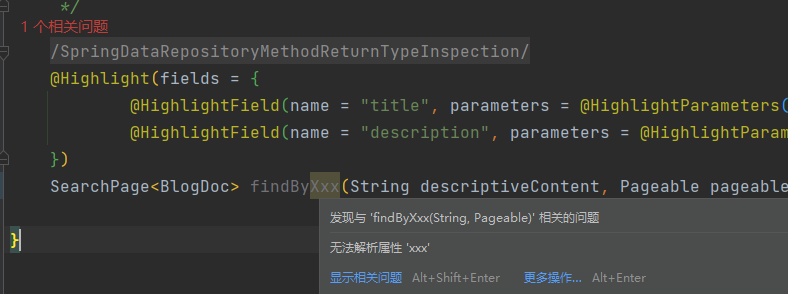 */
1 个相关问题
/SpringDataRepositoryMethodReturnTypeInspection/
@Highlight(fields = {
@HighlightField(name = "title", parameters = @HighlightParameters(
@HighlightField(name = "description", parameters = @HighlightParam
})
SearchPage<BlogDoc> findByXxx(String descriptiveContent, Pageable pageable
发现与 'findByXxx(String, Pageable)' 相关的问题
无法解析属性 'xxx'
显示相关问题 Alt+Shift+Enter 更多操作... Alt+Enter
}